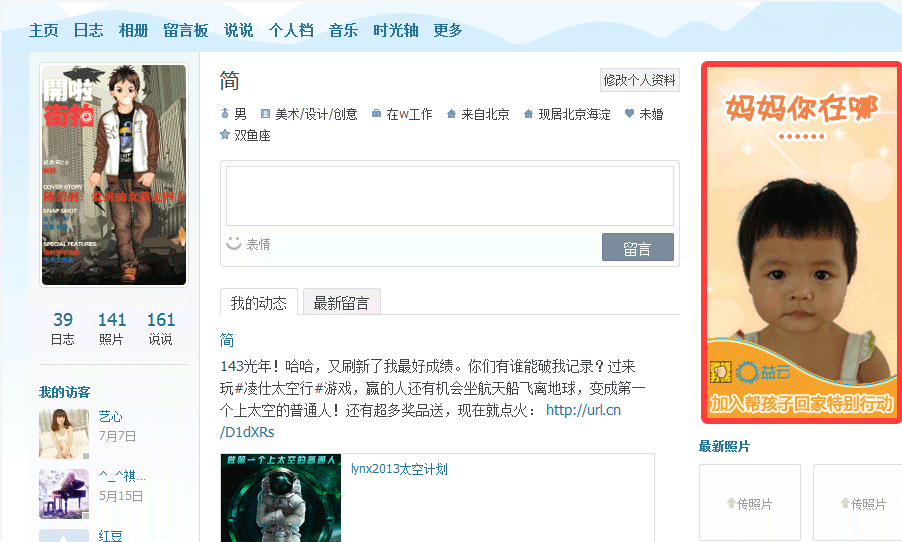 主页 日志 相册 留言板 说说 个人档 音乐 时光轴 更多
開啦
街拍
COVER STORY
SNAP SHOT
SPECIAL FEATURES
39 141 161
日志 照片 说说
我的访客
艺心
7月7日
^_^祺...
5月15日
红豆
简
修改个人资料
男 美术/设计/创意 在w工作 来自北京 现居北京海淀 未婚
双鱼座
表情
留言
我的动态 最新留言
简
143光年！哈哈，又刷新了我最好成绩。你们有谁能破我记录？过来
玩#凌仕太空行#游戏，赢的人还有机会坐航天船飞离地球，变成第一
个上太空的普通人！还有超多奖品送，现在就点火： http://url.cn
/D1dXRs
做第一个上太空的普通人
lynx2013太空计划
妈妈你在哪
益云
加入帮孩子回家特别行动
最新照片
传照片 传照片